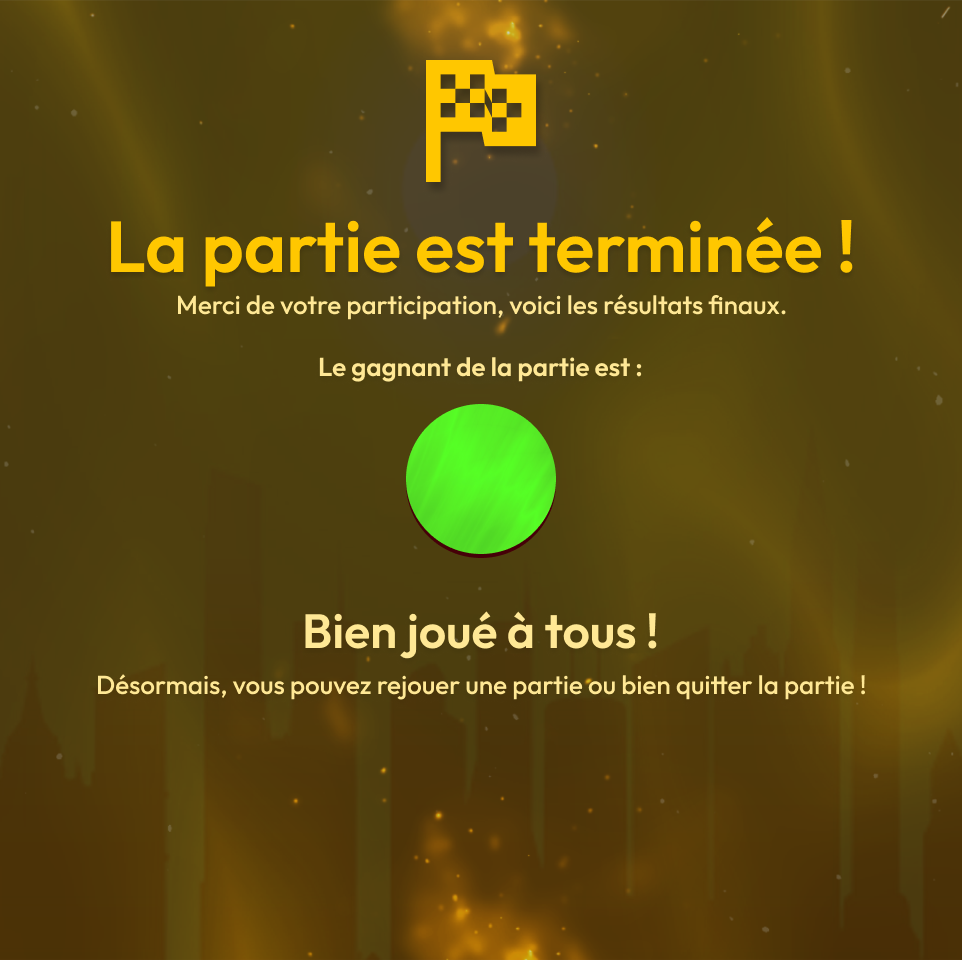 La partie est terminée !
Merci de votre participation, voici les résultats finaux.
Le gagnant de la partie est :
Bien joué à tous !
Désormais, vous pouvez rejouer une partie ou bien quitter la partie !